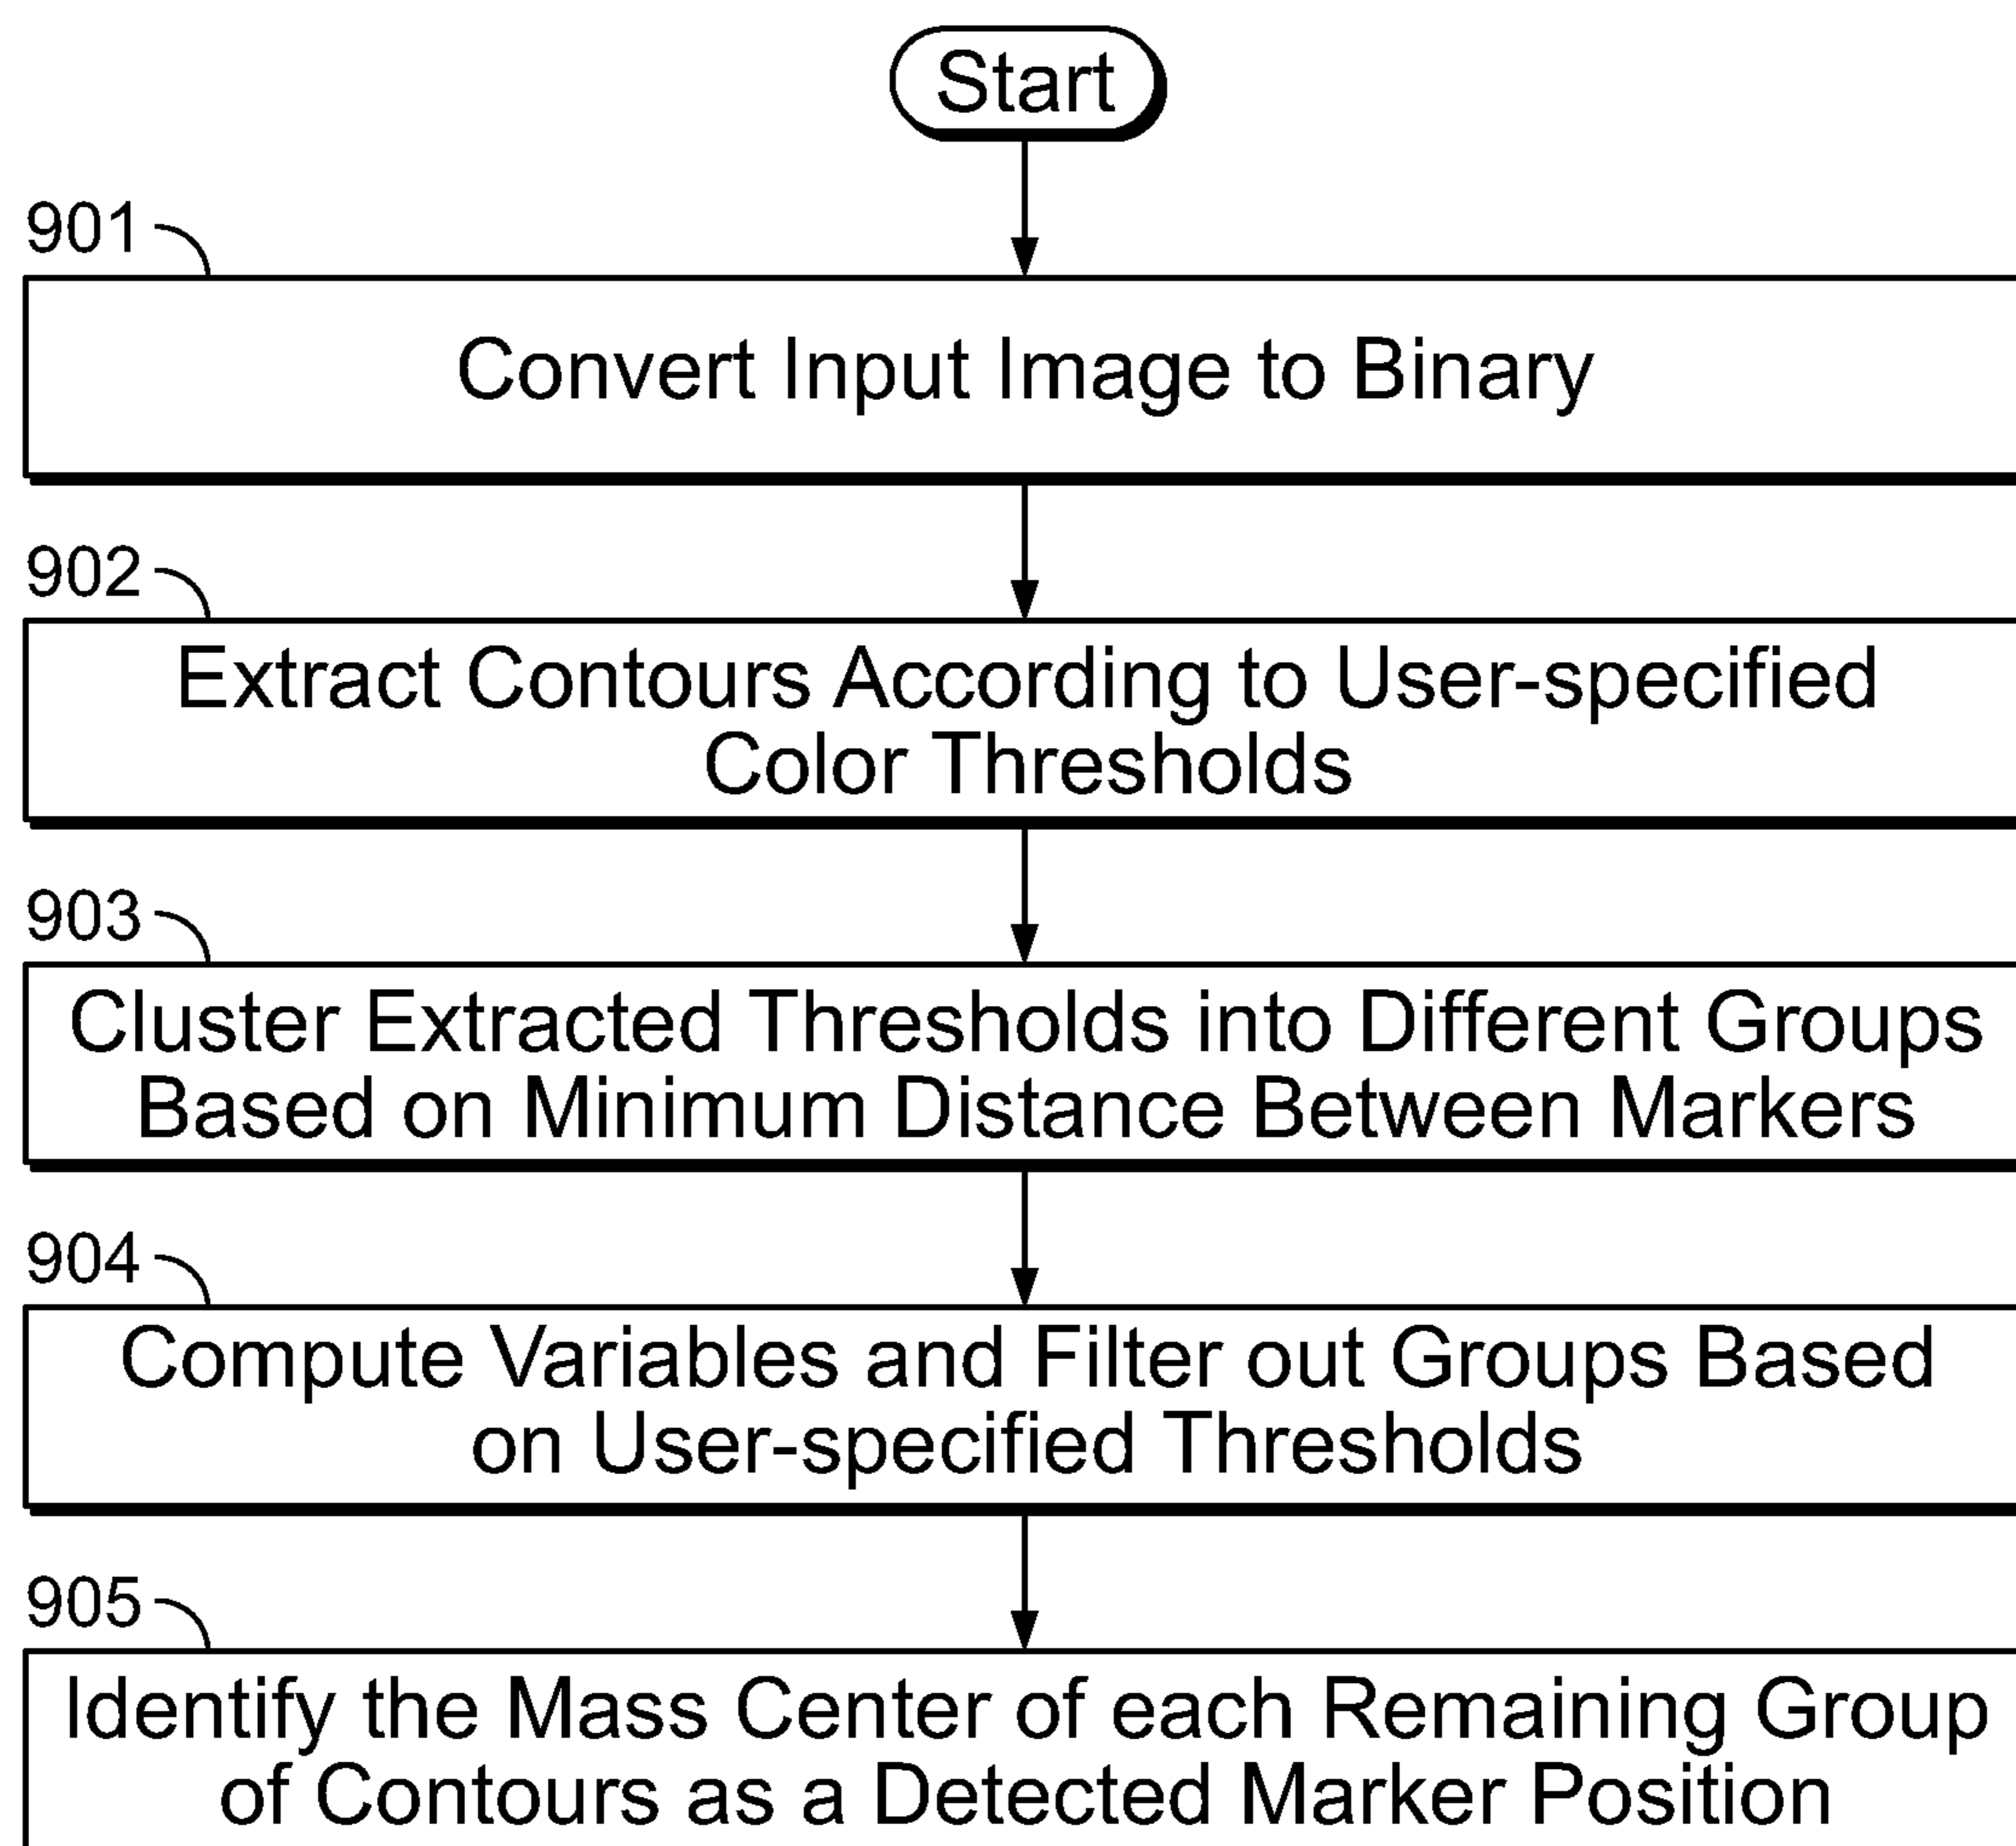 Start
901
Convert Input Image to Binary
902
Extract Contours According to User-specified
Color Thresholds
903
Cluster Extracted Thresholds into Different Groups
Based on Minimum Distance Between Markers
904
Compute Variables and Filter out Groups Based
on User-specified Thresholds
905
Identify the Mass Center of each Remaining Group
of Contours as a Detected Marker Position